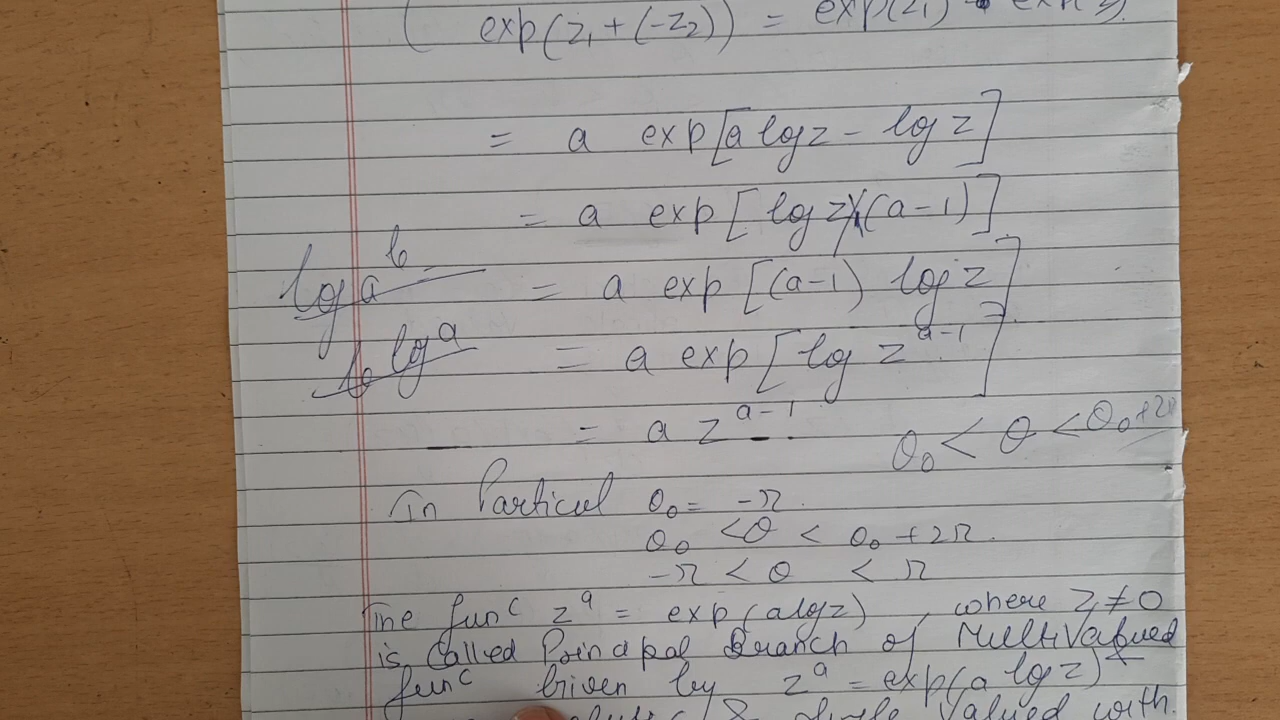 exp(z₁ + (-z₂)) = exp(z₁)
= a exp[a log z - log z]
= a exp[log z (a-1)]
log a^b = a exp[(a-1) log z]
b log a = a exp[log z^(a-1)]
= a z^(a-1)
θ₀ < θ < θ₀+2π
In Particul θ₀ = -π.
θ₀ < θ < θ₀ + 2π.
-π < θ < π
The func z^a = exp(a log z), where z ≠ 0
is called Principal Branch of Multivalued
func Given by z^a = exp(a log z)
& Single Valued with.